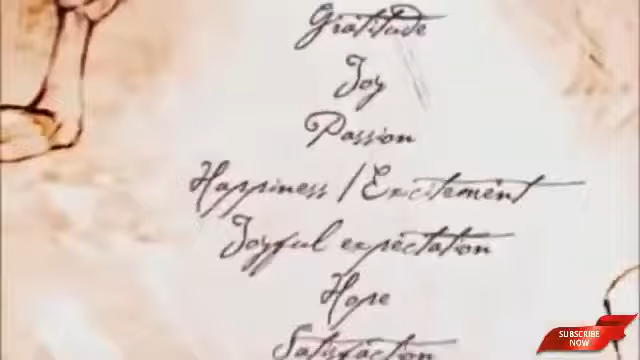 Gratitude
Joy
Passion
Happiness / Excitement
Joyful expectation
Hope
Satisfaction
SUBSCRIBE
NOW